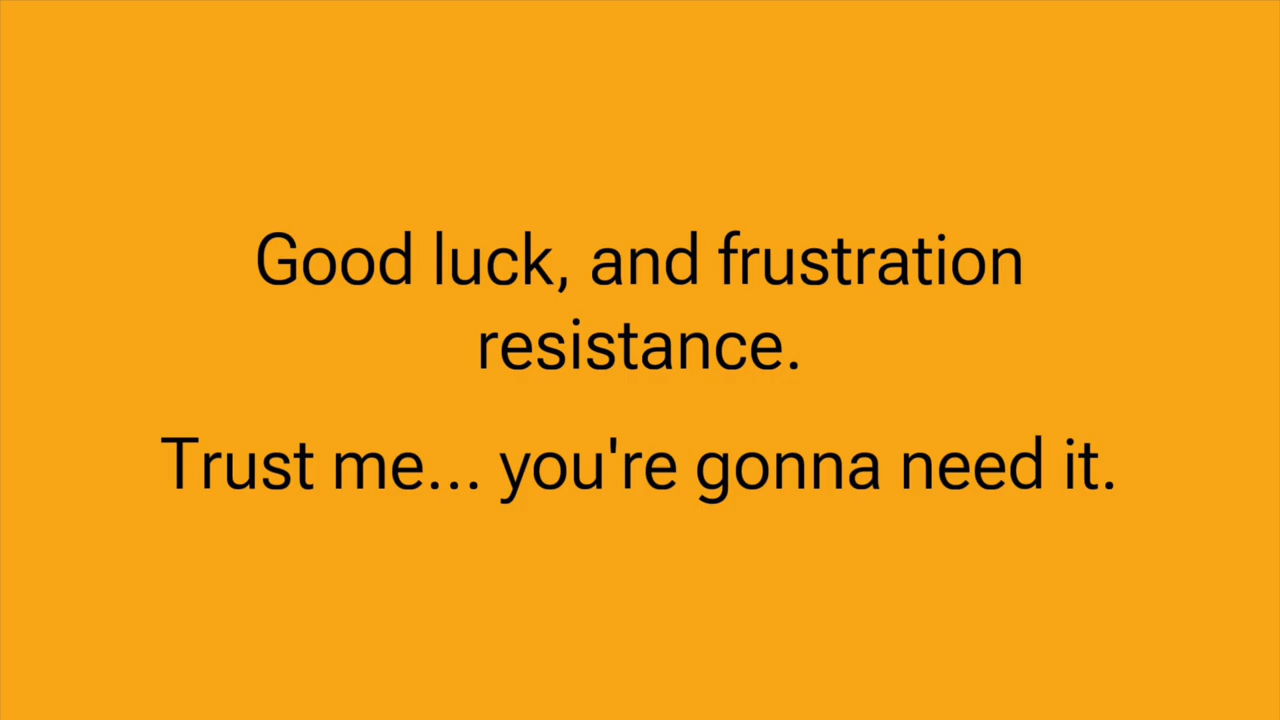 Good luck, and frustration
resistance.
Trust me... you're gonna need it.